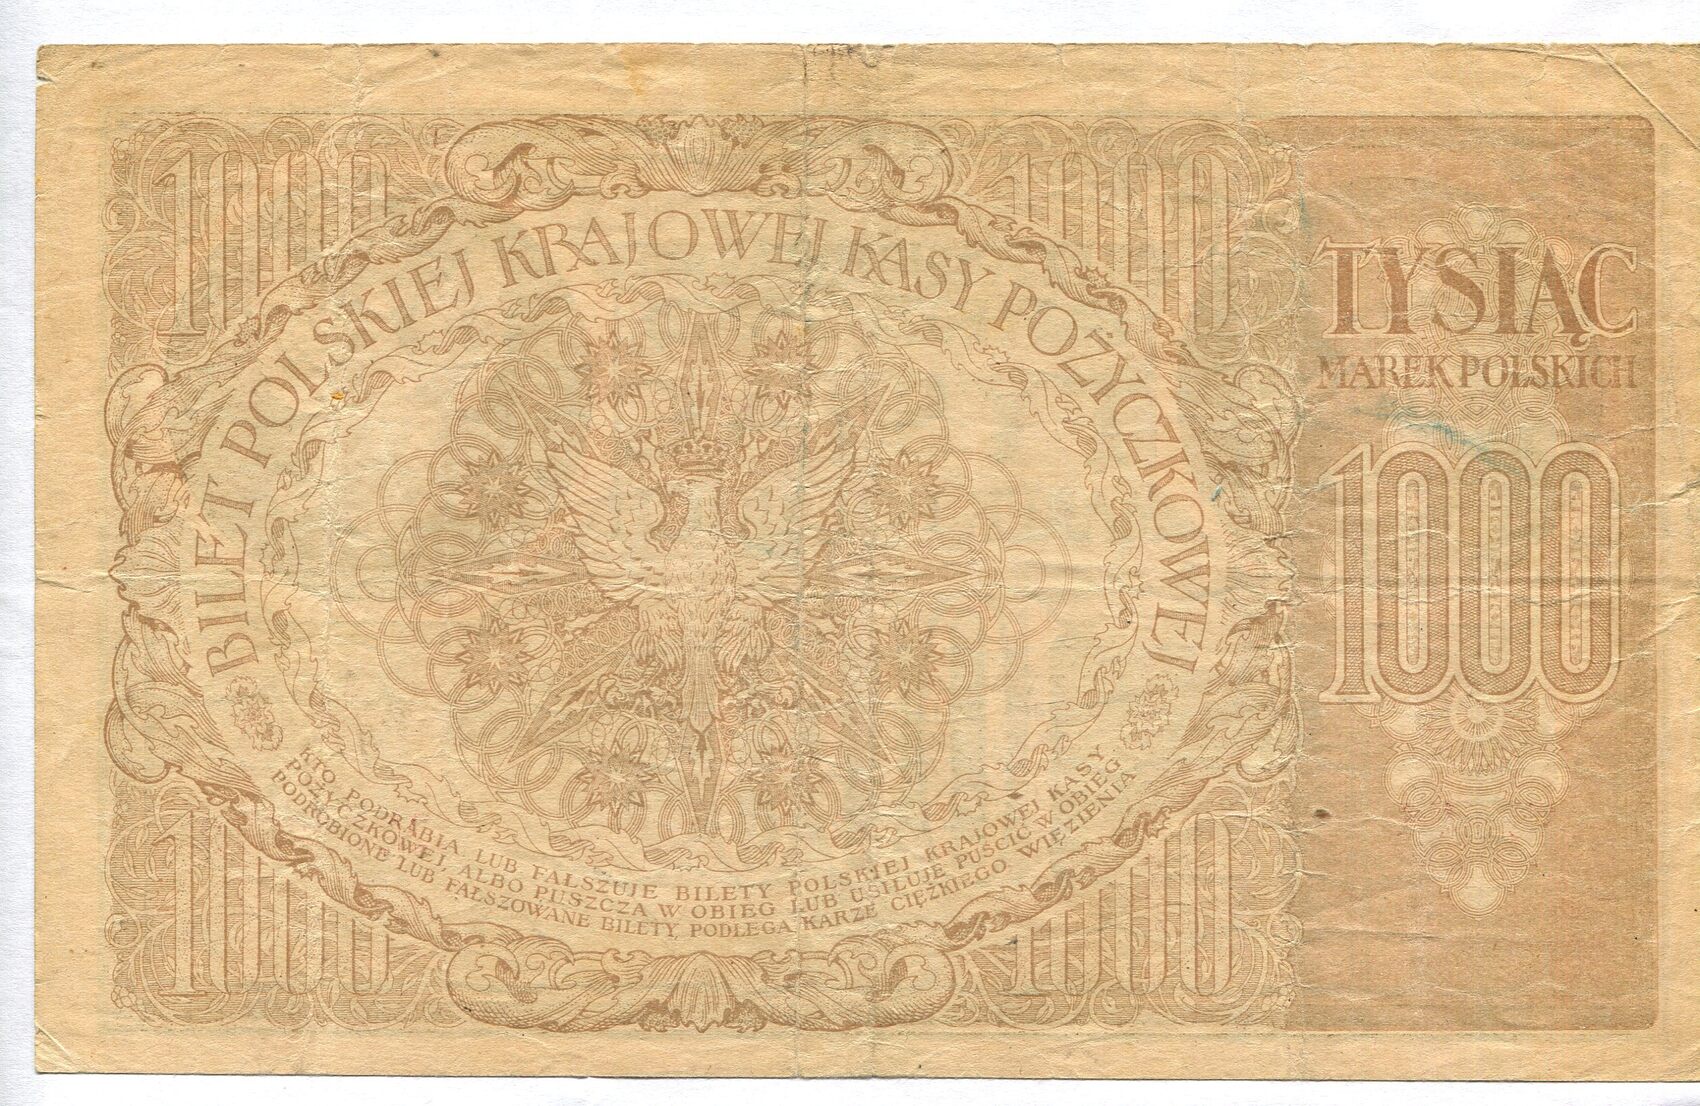 1000
1000
BILET POLSKIEJ KRAJOWEJ KASY POŻYCZKOWEJ
TYSIĄC
MAREK POLSKICH
1000
KTO PODRABIA LUB FAŁSZUJE BILETY POLSKIEJ KRAJOWEJ KASY
POŻYCZKOWEJ, ALBO PUSZCZA W OBIEG LUB USIŁUJE PUŚCIĆ W OBIEG
PODROBIONE LUB FAŁSZOWANE BILETY, PODLEGA KARZE CIĘŻKIEGO WIĘZIENIA
1000
1000